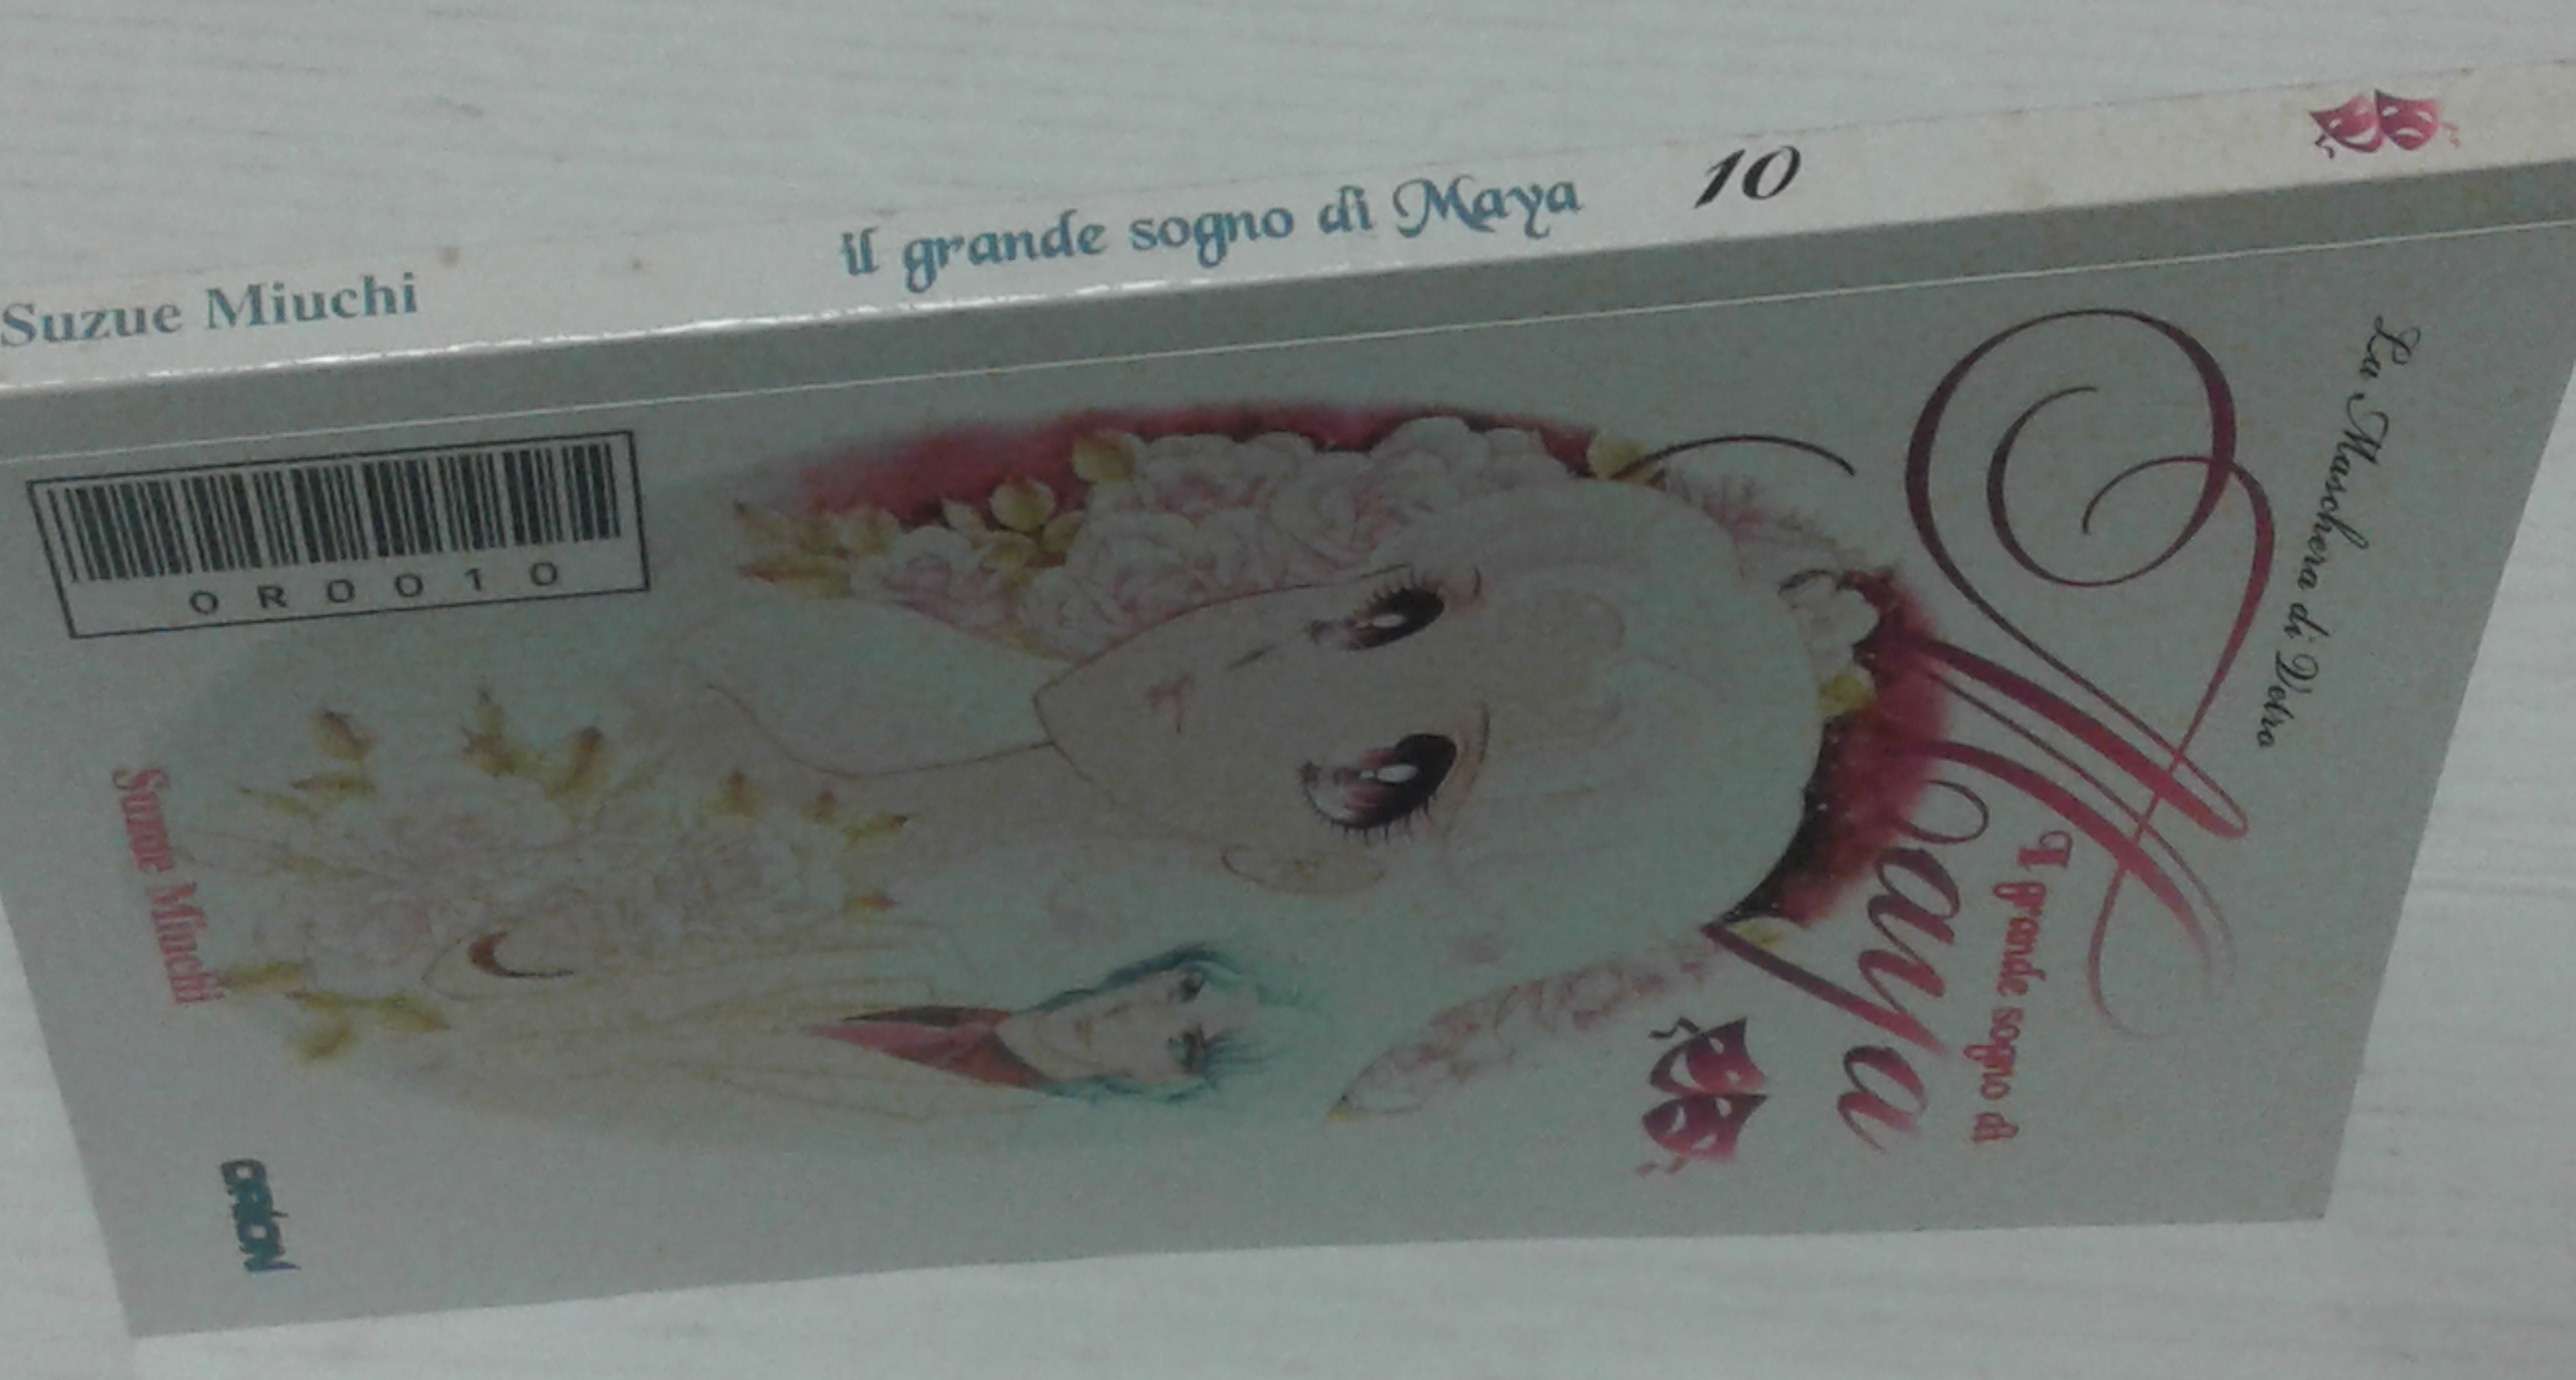 Suzue Miuchi
il grande sogno di Maya
10
La Maschera di Vetro
Il grande sogno di
Maya
OR0010
Suzue Miuchi
ORION